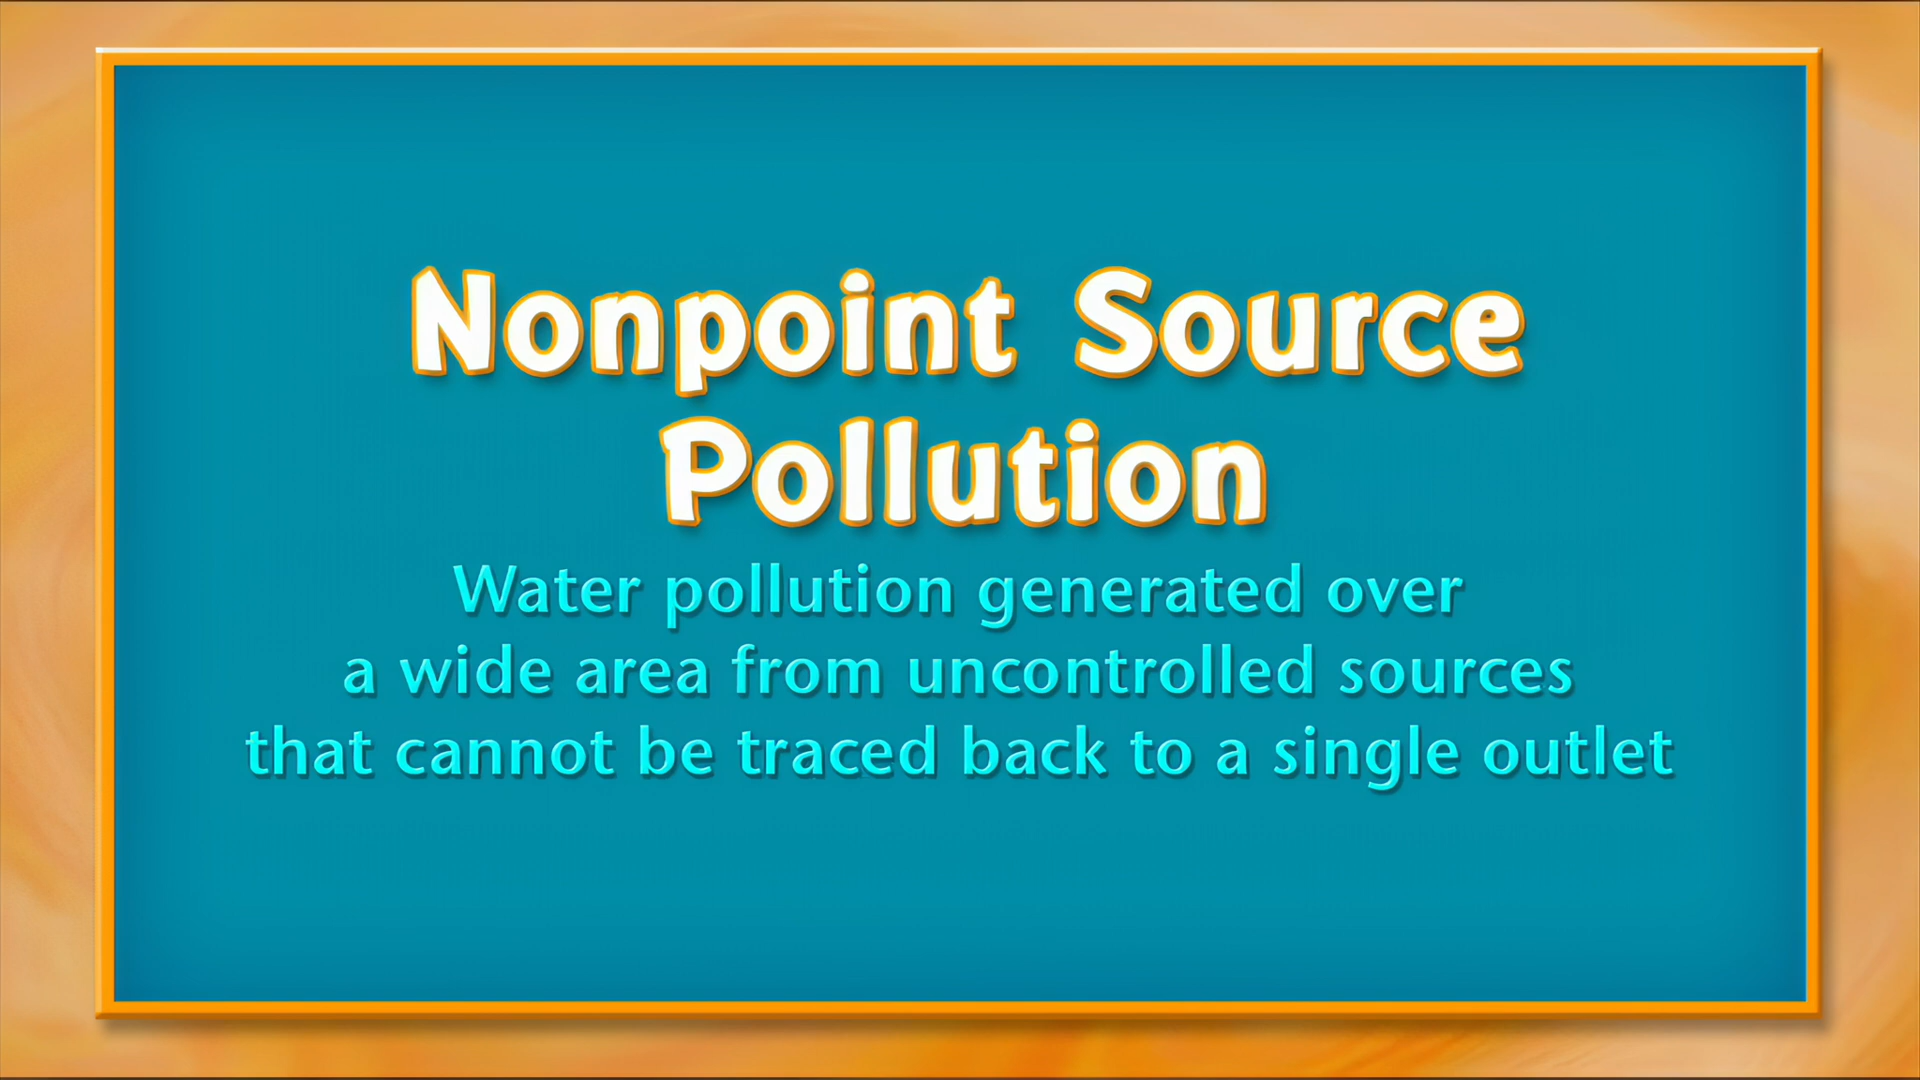 Nonpoint Source
Pollution
Water pollution generated over
a wide area from uncontrolled sources
that cannot be traced back to a single outlet